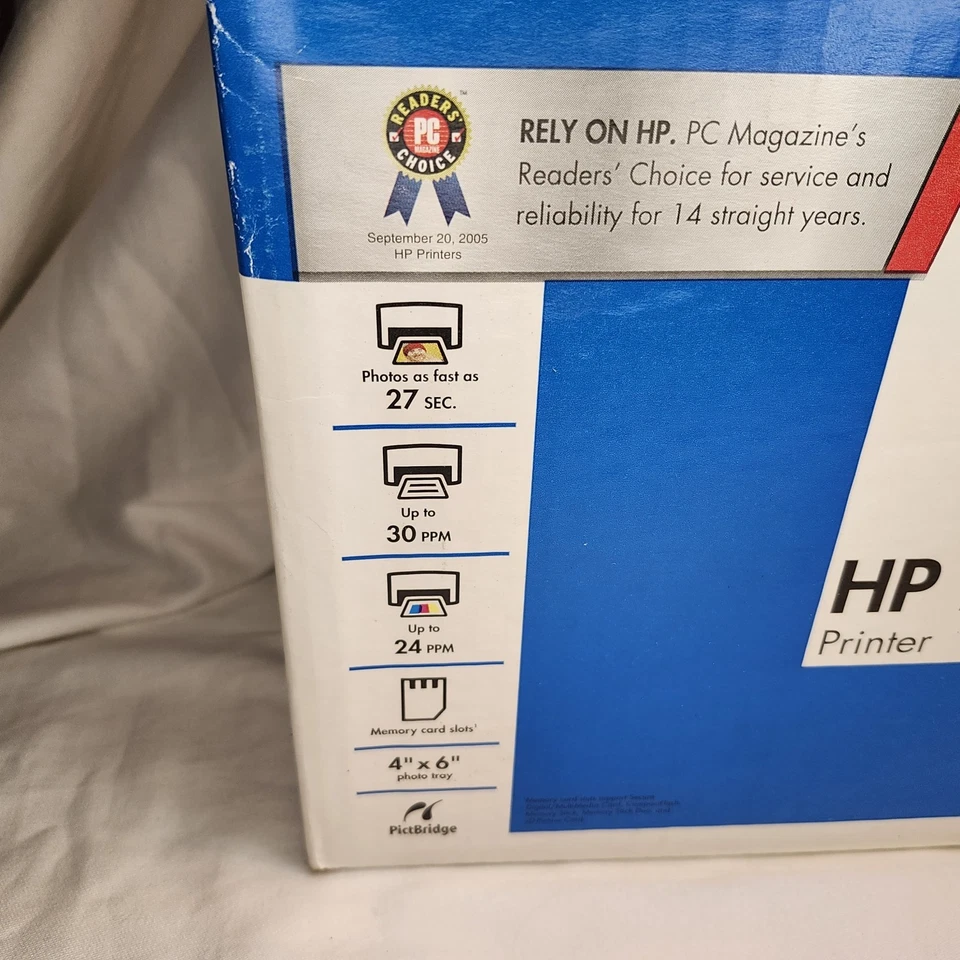 READERS' CHOICE
PC
MAGAZINE
™
September 20, 2005
HP Printers
RELY ON HP. PC Magazine's
Readers' Choice for service and
reliability for 14 straight years.
Photos as fast as
27 SEC.
Up to
30 PPM
Up to
24 PPM
Memory card slots¹
4" x 6"
photo tray
PictBridge
HP
Printer